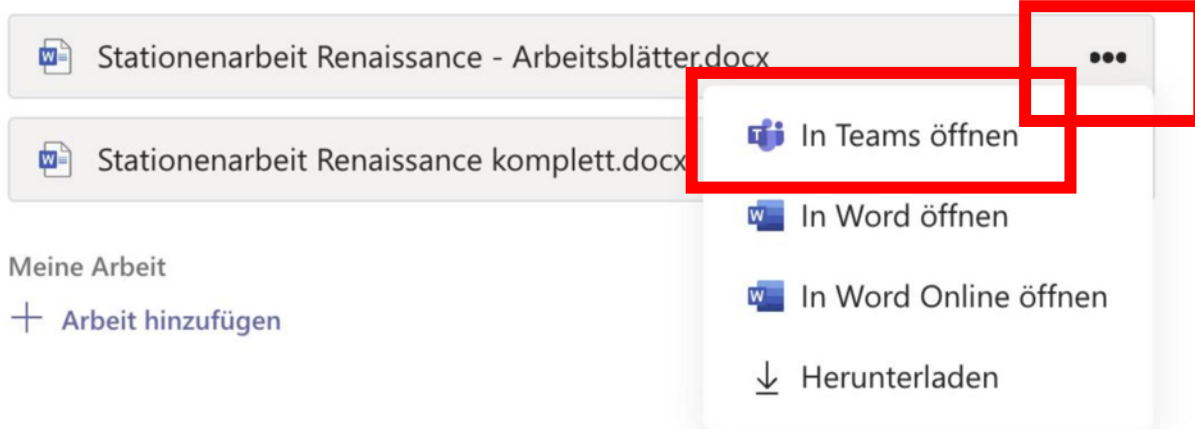 Stationenarbeit Renaissance - Arbeitsblätter.docx
In Teams öffnen
Stationenarbeit Renaissance komplett.docx
In Word öffnen
Meine Arbeit
In Word Online öffnen
Arbeit hinzufügen
Herunterladen